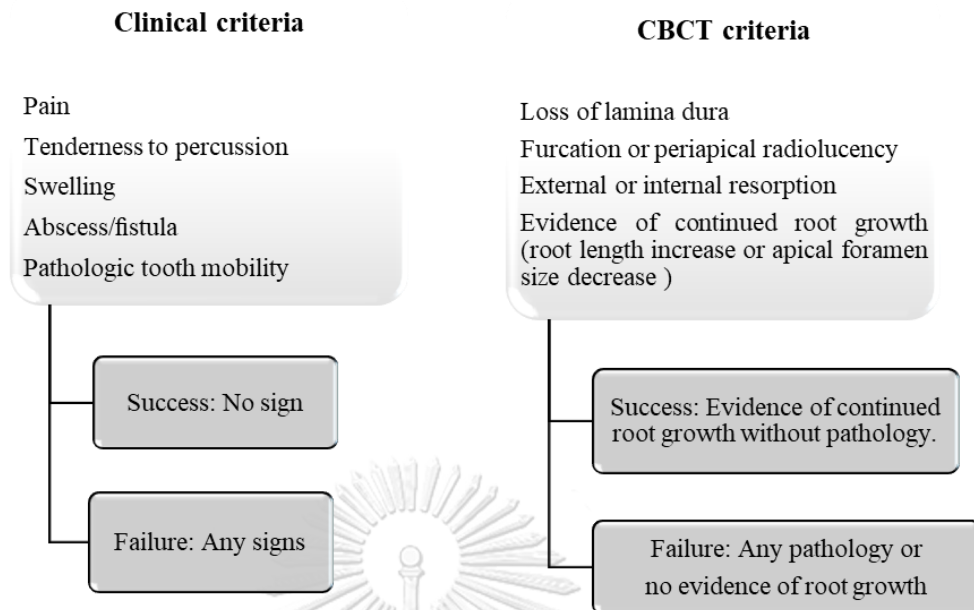 Clinical criteria
Pain
Tenderness to percussion
Swelling
Abscess/fistula
Pathologic tooth mobility
Success: No sign
Failure: Any signs
CBCT criteria
Loss of lamina dura
Furcation or periapical radiolucency
External or internal resorption
Evidence of continued root growth
(root length increase or apical foramen
size decrease )
Success: Evidence of continued
root growth without pathology.
Failure: Any pathology or
no evidence of root growth